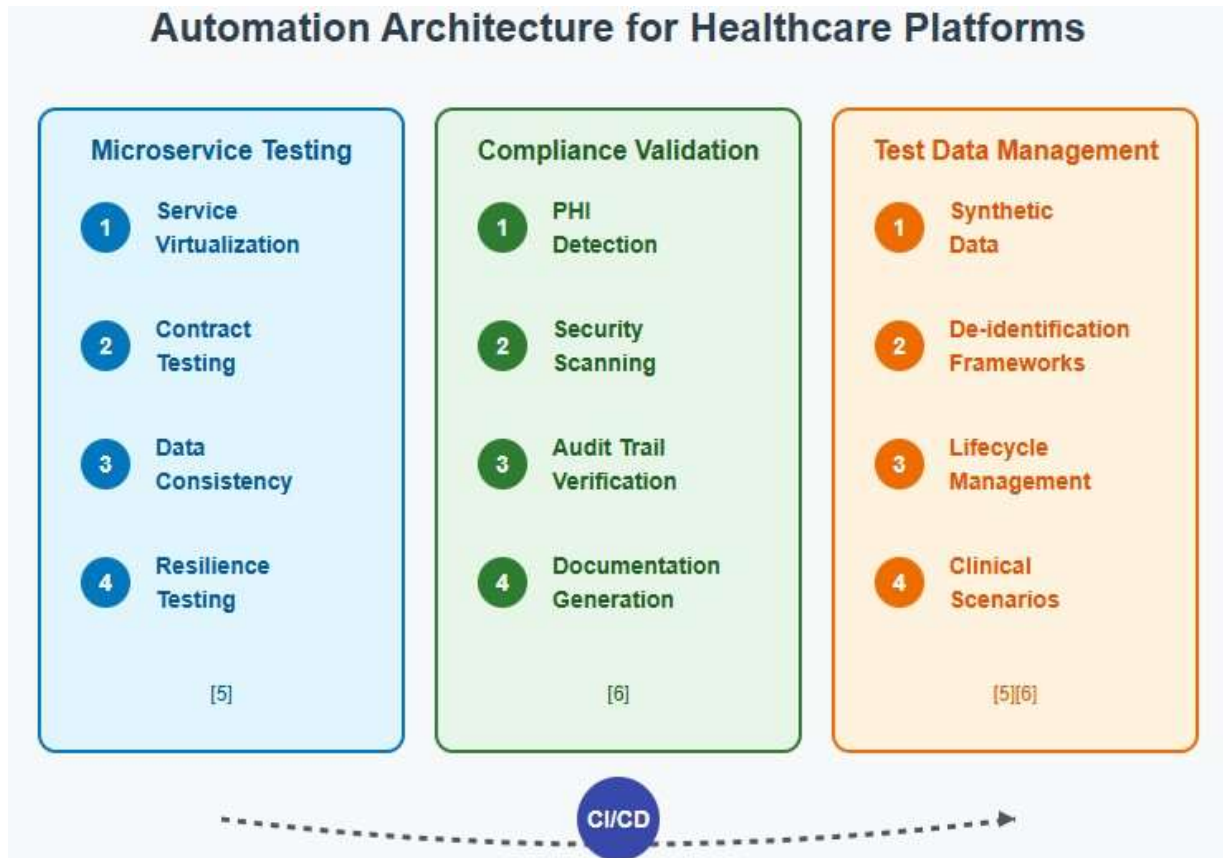 Automation Architecture for Healthcare Platforms
Microservice Testing
1
Service
Virtualization
2
Contract
Testing
3
Data
Consistency
4
Resilience
Testing
[5]
Compliance Validation
1
PHI
Detection
2
Security
Scanning
3
Audit Trail
Verification
4
Documentation
Generation
[6]
Test Data Management
1
Synthetic
Data
2
De-identification
Frameworks
3
Lifecycle
Management
4
Clinical
Scenarios
[5][6]
CI/CD